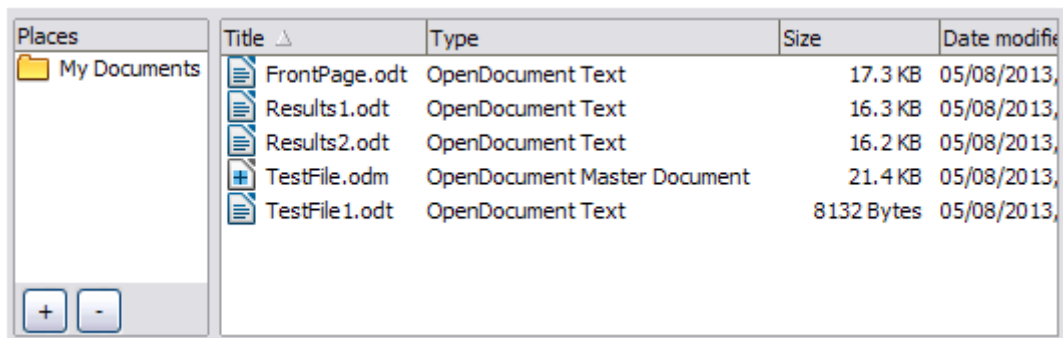 Places Title Type Size Date modifie
My Documents FrontPage.odt OpenDocument Text 17.3 KB 05/08/2013,
Results1.odt OpenDocument Text 16.3 KB 05/08/2013,
Results2.odt OpenDocument Text 16.2 KB 05/08/2013,
TestFile.odm OpenDocument Master Document 21.4 KB 05/08/2013,
TestFile1.odt OpenDocument Text 8132 Bytes 05/08/2013,
+ -